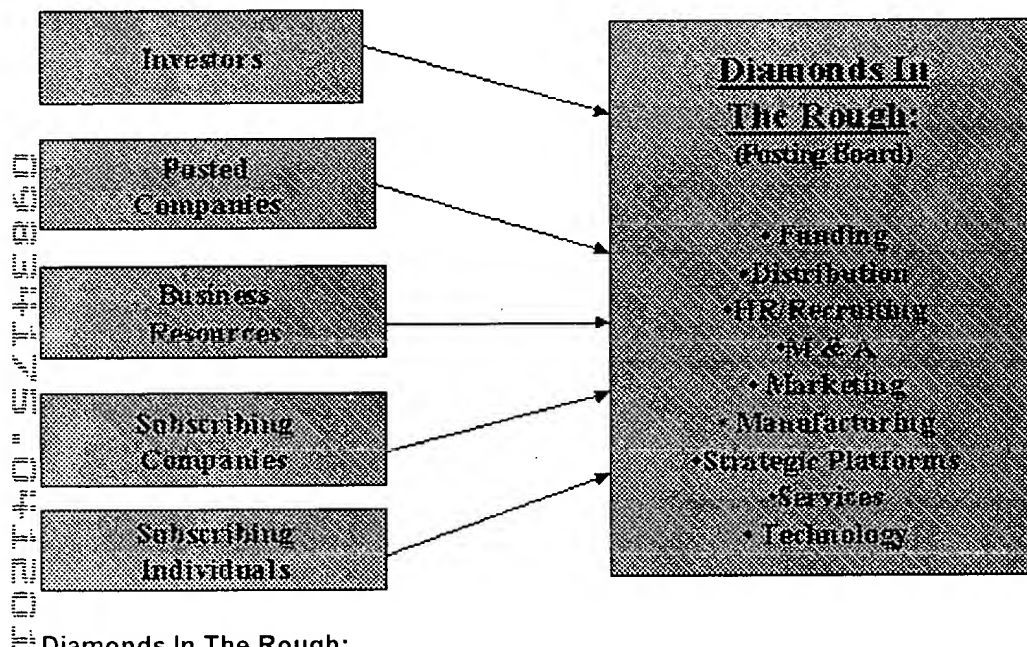 Investors
Posted
Companies
Business
Resources
Subscribing
Companies
Subscribing
Individuals
Diamonds In
The Rough:
(Posting Board)
• Funding
•Distribution
•HR/Recruiting
•M & A
• Marketing
• Manufacturing
•Strategic Platforms
•Services
• Technology
Diamonds In The Rough: